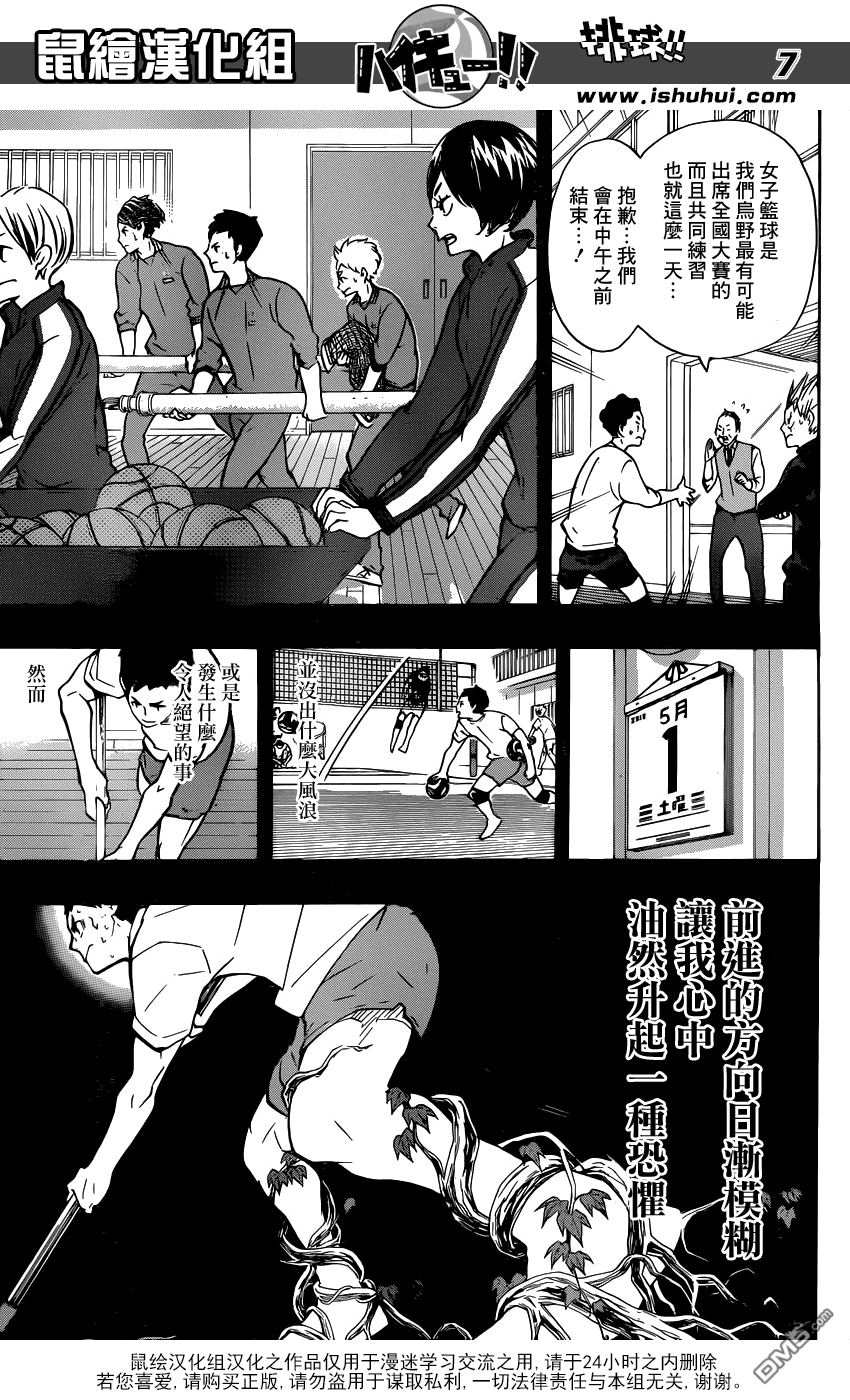 鼠繪漢化組
ハイキュー!!
排球!!
7
www.ishuhui.com
女子籃球是
我們烏野最有可能
出席全國大賽的
而且共同練習
也就這麼一天…
抱歉…我們
會在中午之前
結束…！
5月
1
土曜
並沒出什麼大風浪
或是
發生什麼
令人絕望的事
然而
前進的方向日漸模糊
讓我心中
油然升起一種恐懼
DM5.com
鼠绘汉化组汉化之作品仅用于漫迷学习交流之用, 请于24小时之内删除
若您喜爱, 请购买正版, 请勿盗用于谋取私利, 一切法律责任与本组无关, 谢谢.